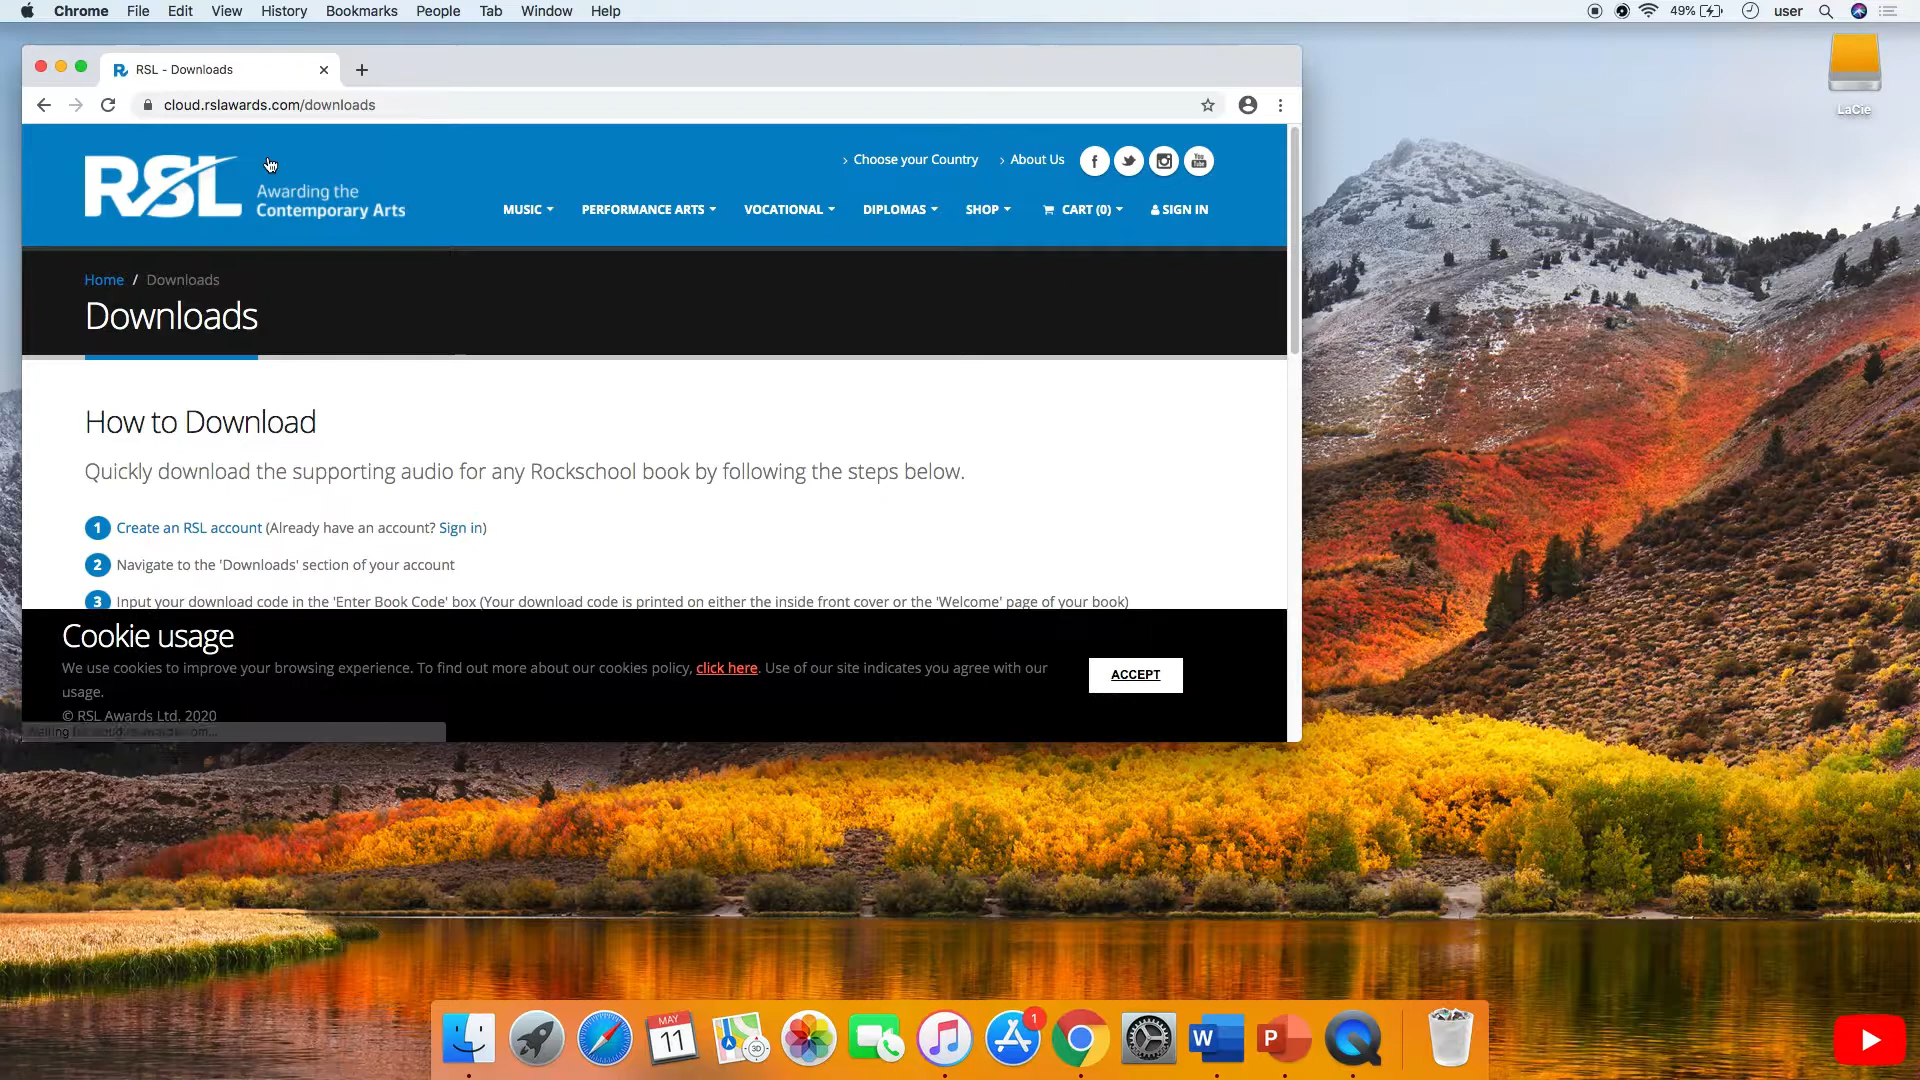 Chrome File Edit View History Bookmarks People Tab Window Help
49% user
LaCie
RSL - Downloads
cloud.rslawards.com/downloads
Choose your Country About Us
You Tube
RSL Awarding the
Contemporary Arts
MUSIC PERFORMANCE ARTS VOCATIONAL DIPLOMAS SHOP CART (0) SIGN IN
Home / Downloads
Downloads
How to Download
Quickly download the supporting audio for any Rockschool book by following the steps below.
1 Create an RSL account (Already have an account? Sign in)
2 Navigate to the 'Downloads' section of your account
3 Input your download code in the 'Enter Book Code' box (Your download code is printed on either the inside front cover or the 'Welcome' page of your book)
Cookie usage
We use cookies to improve your browsing experience. To find out more about our cookies policy, click here. Use of our site indicates you agree with our
usage.
ACCEPT
© RSL Awards Ltd. 2020
MAY
11
3D
1
W
P